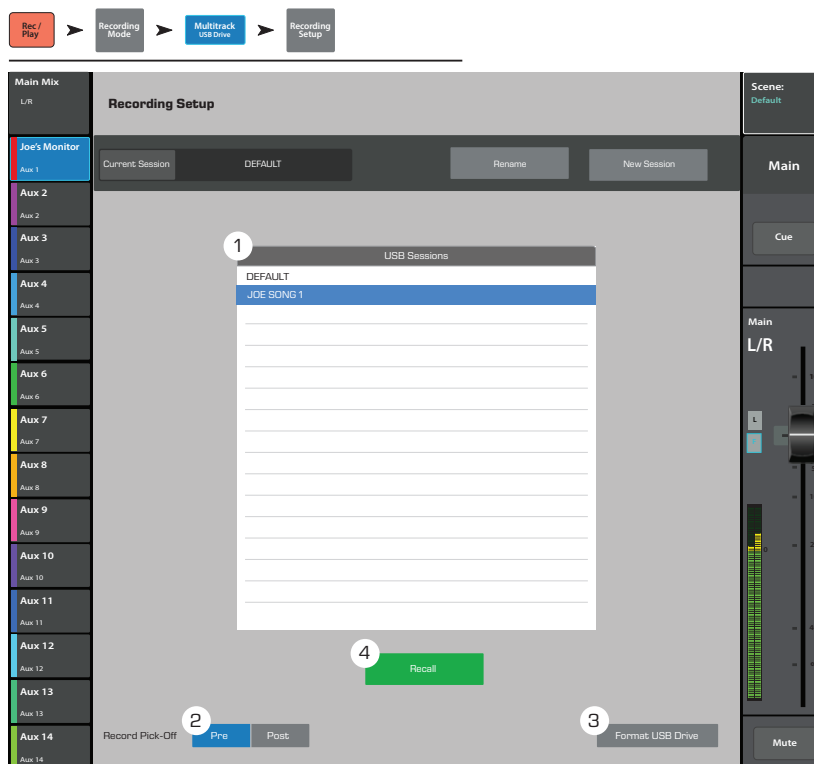 Rec /
Play
Recording
Mode
Multitrack
USB Drive
Recording
Setup
Main Mix
L/R
Recording Setup
Scene:
Default
Joe's Monitor
Aux 1
Current Session
DEFAULT
Rename
New Session
Main
Aux 2
Aux 2
Aux 3
Aux 3
Cue
1
USB Sessions
DEFAULT
JOE SONG 1
Aux 4
Aux 4
Aux 5
Aux 5
Main
L/R
Aux 6
Aux 6
Aux 7
Aux 7
L
Aux 8
Aux 8
Aux 9
Aux 9
0
Aux 10
Aux 10
Aux 11
Aux 11
Aux 12
Aux 12
4
Recall
Aux 13
Aux 13
Aux 14
Aux 14
Record Pick-Off
2
Pre
Post
3
Format USB Drive
Mute